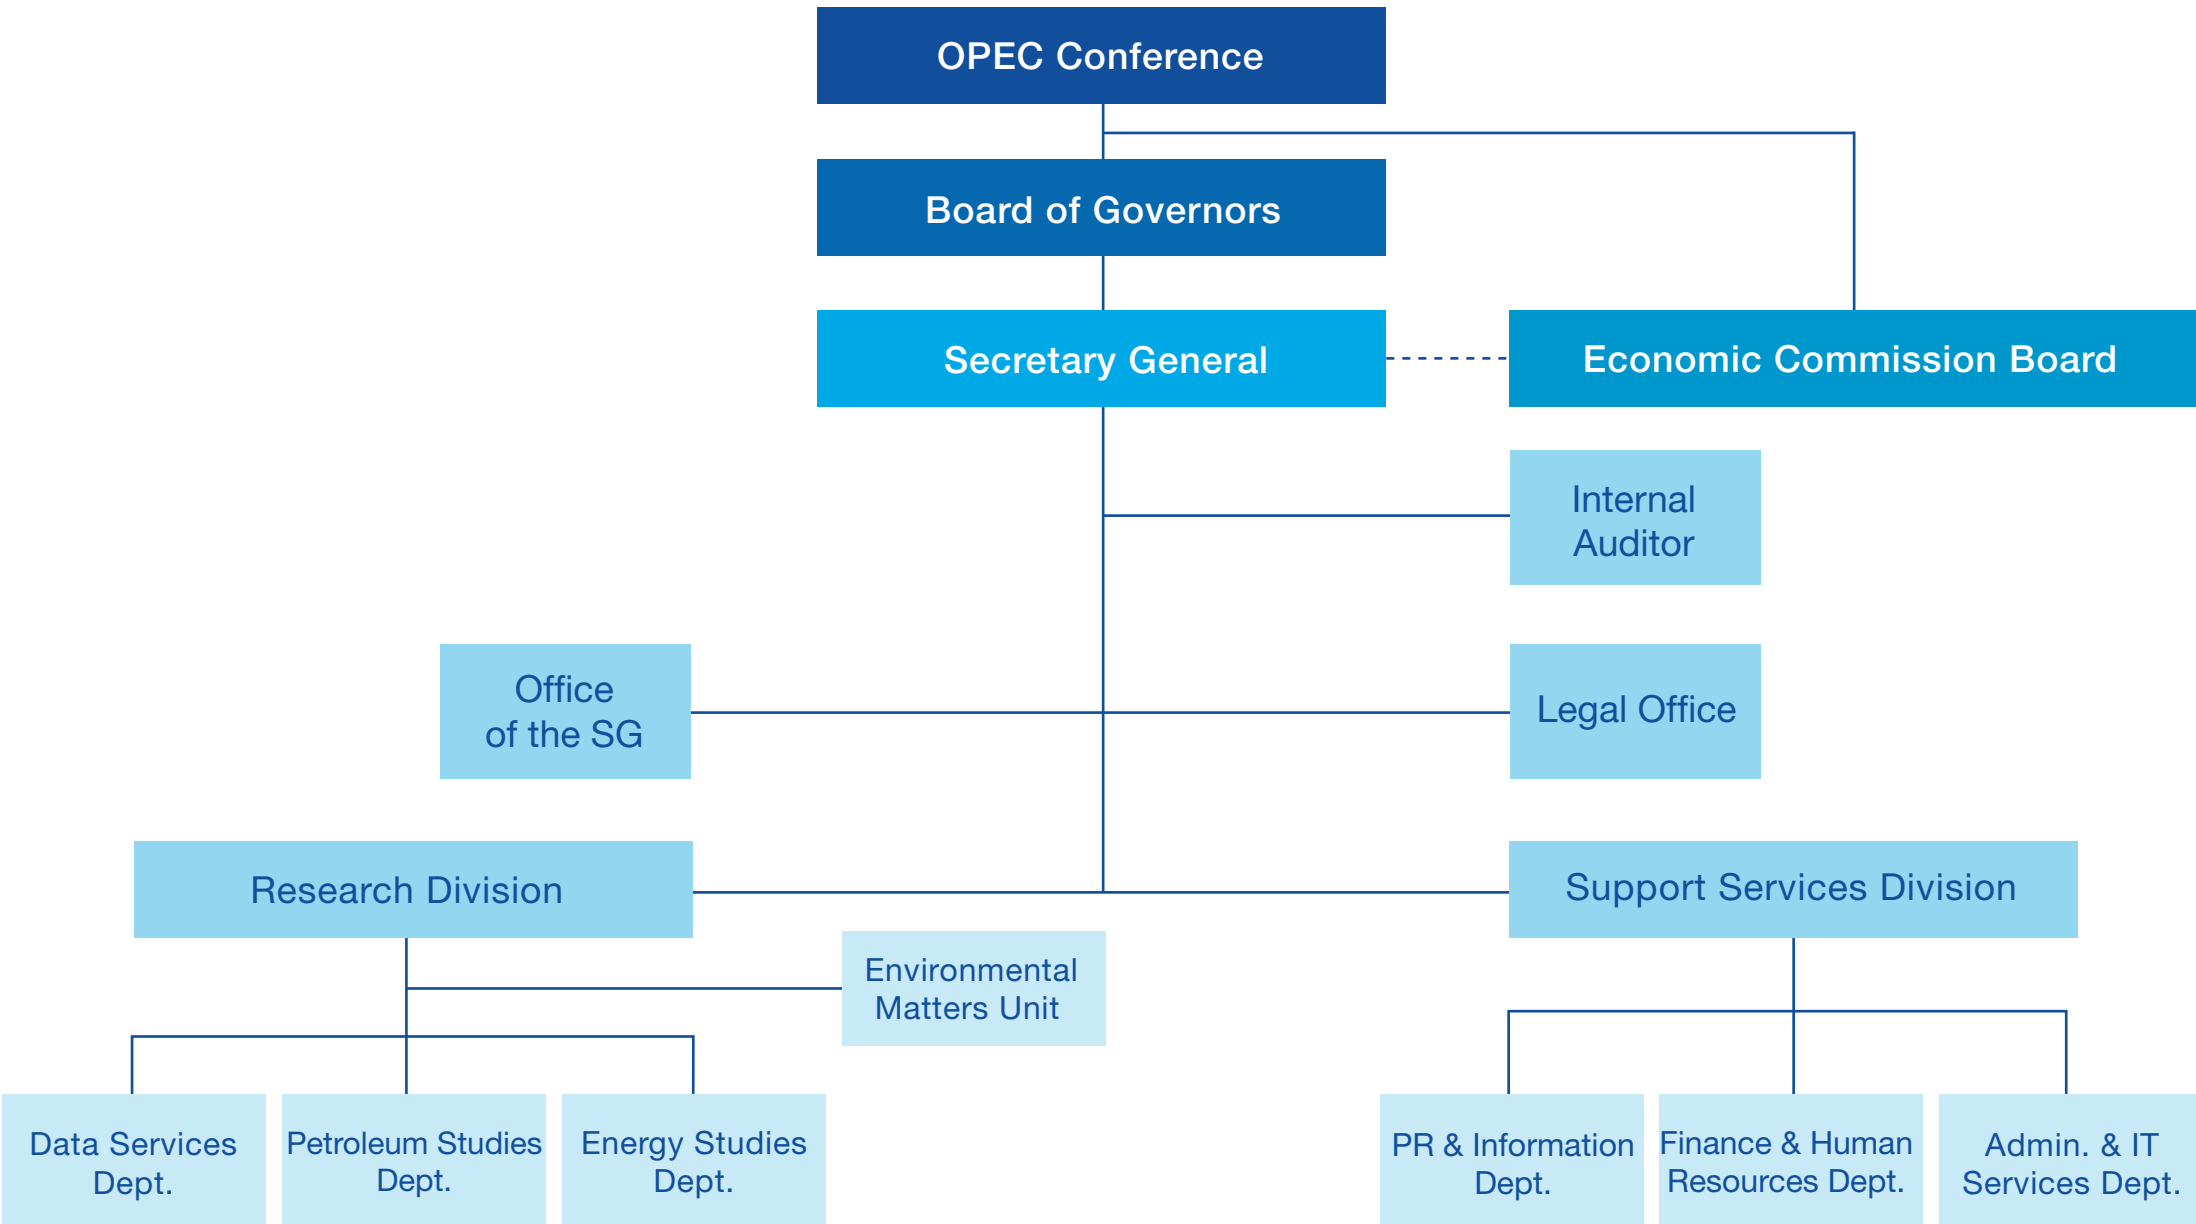 OPEC Conference
Board of Governors
Secretary General
Economic Commission Board
Internal
Auditor
Office
of the SG
Legal Office
Research Division
Support Services Division
Environmental
Matters Unit
Data Services
Dept.
Petroleum Studies
Dept.
Energy Studies
Dept.
PR & Information
Dept.
Finance & Human
Resources Dept.
Admin. & IT
Services Dept.